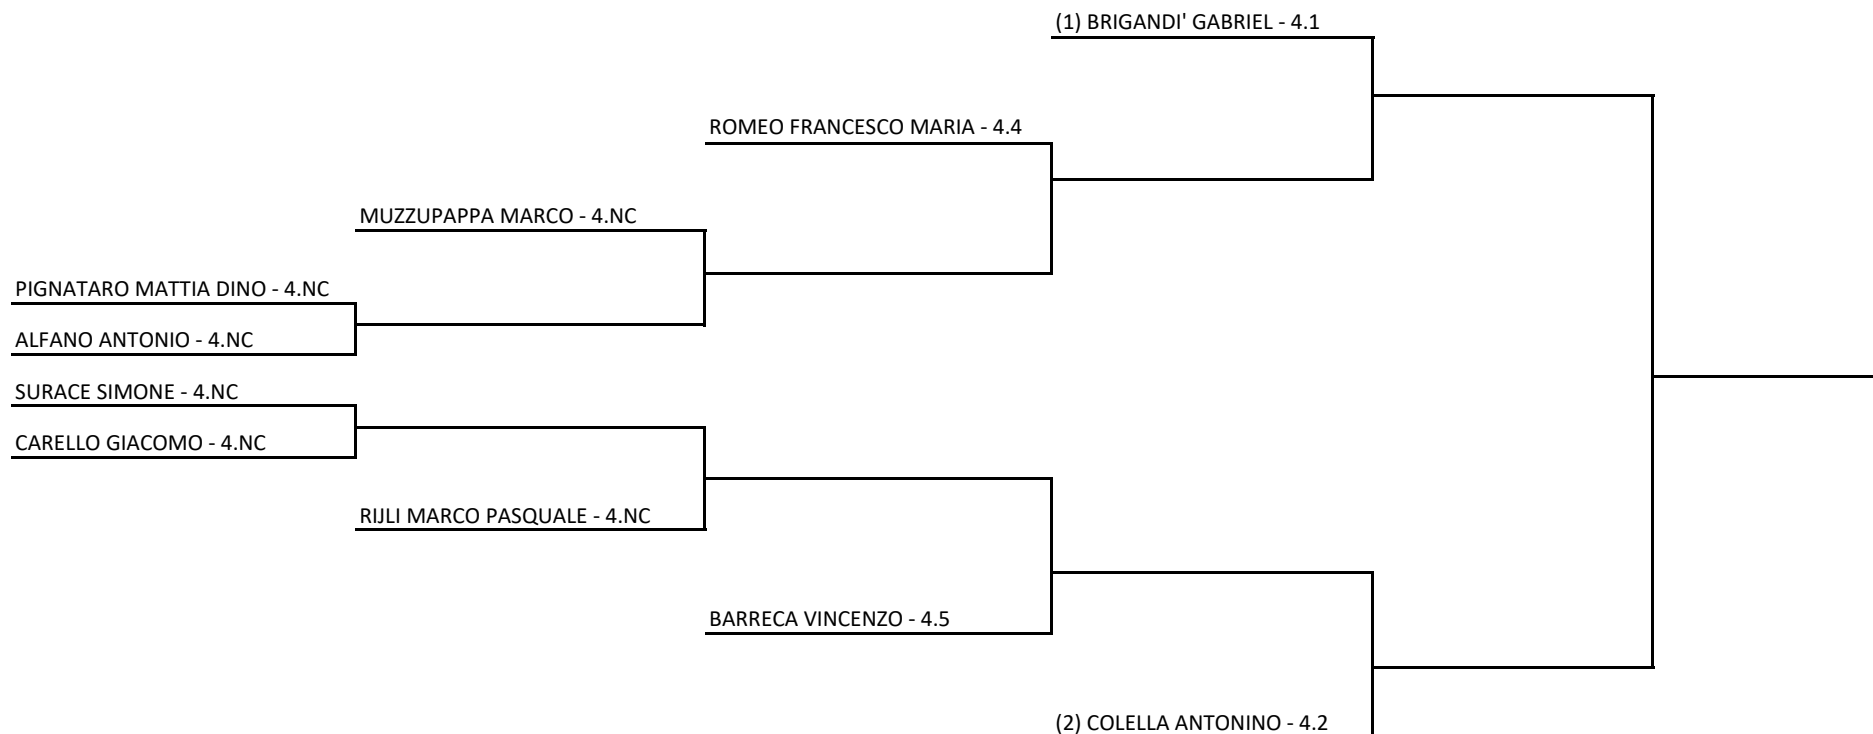 (1) BRIGANDI' GABRIEL - 4.1
ROMEO FRANCESCO MARIA - 4.4
MUZZUPAPPA MARCO - 4.NC
PIGNATARO MATTIA DINO - 4.NC
ALFANO ANTONIO - 4.NC
SURACE SIMONE - 4.NC
CARELLO GIACOMO - 4.NC
RIJLI MARCO PASQUALE - 4.NC
BARRECA VINCENZO - 4.5
(2) COLELLA ANTONINO - 4.2